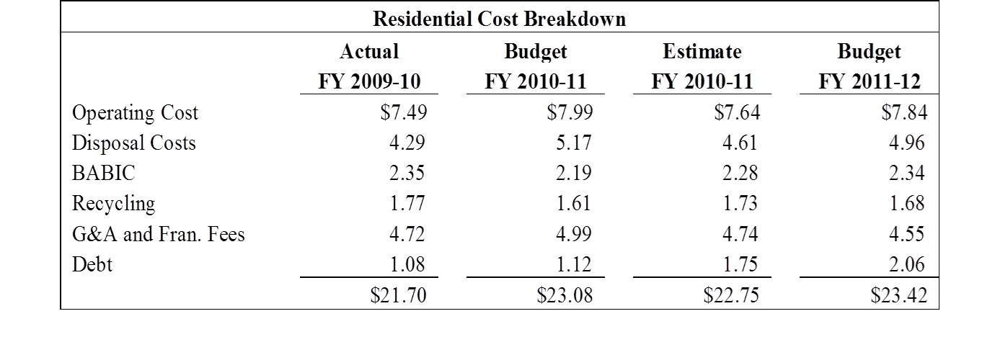 Residential Cost Breakdown
Actual Budget Estimate Budget
FY 2009-10 FY 2010-11 FY 2010-11 FY 2011-12
Operating Cost $7.49 $7.99 $7.64 $7.84
Disposal Costs 4.29 5.17 4.61 4.96
BABIC 2.35 2.19 2.28 2.34
Recycling 1.77 1.61 1.73 1.68
G&A and Fran. Fees 4.72 4.99 4.74 4.55
Debt 1.08 1.12 1.75 2.06
$21.70 $23.08 $22.75 $23.42